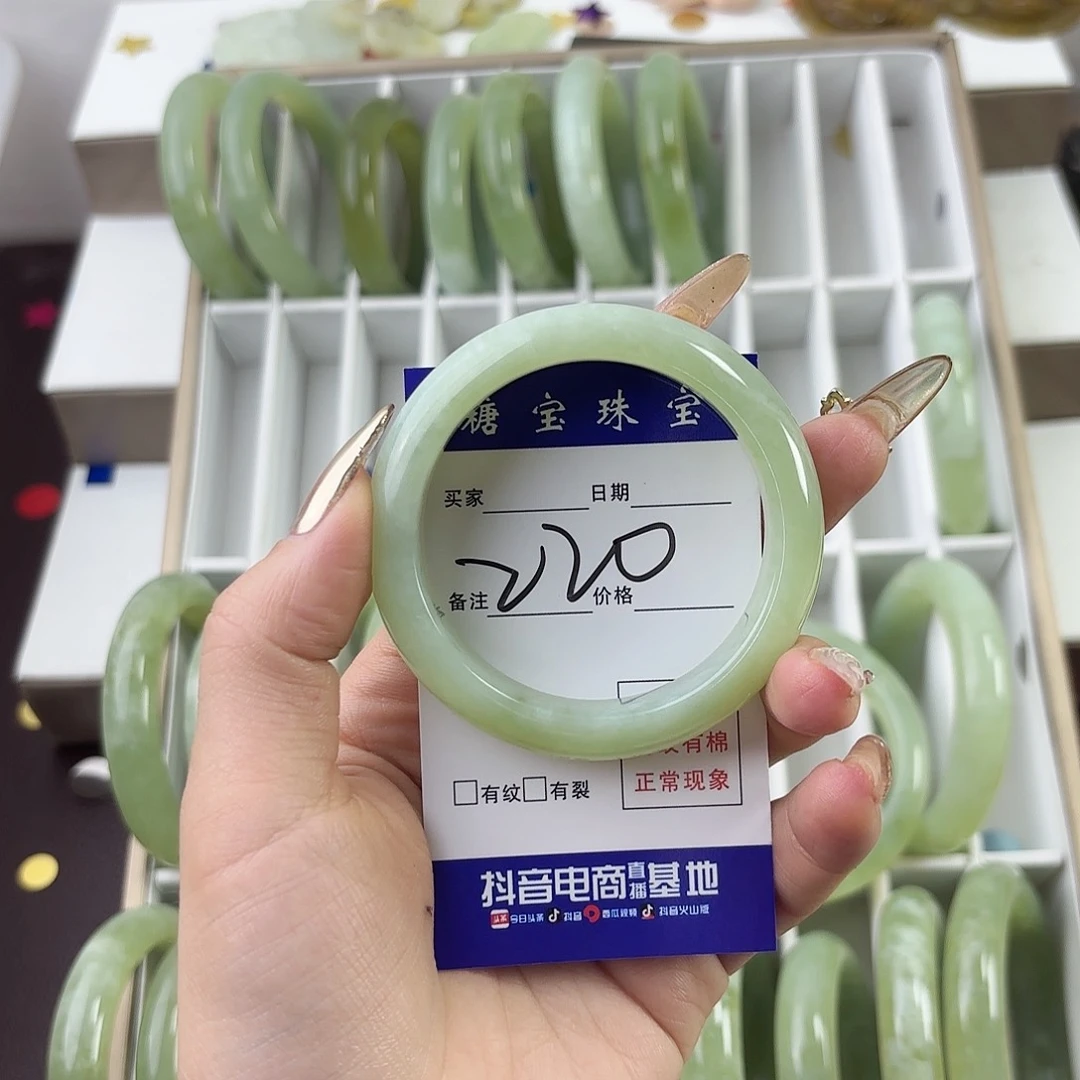 糖宝珠宝
买家 日期
220
备注 价格
有棉
正常现象
□有纹□有裂
抖音电商直播基地
今日头条 抖音 西瓜视频 抖音火山版